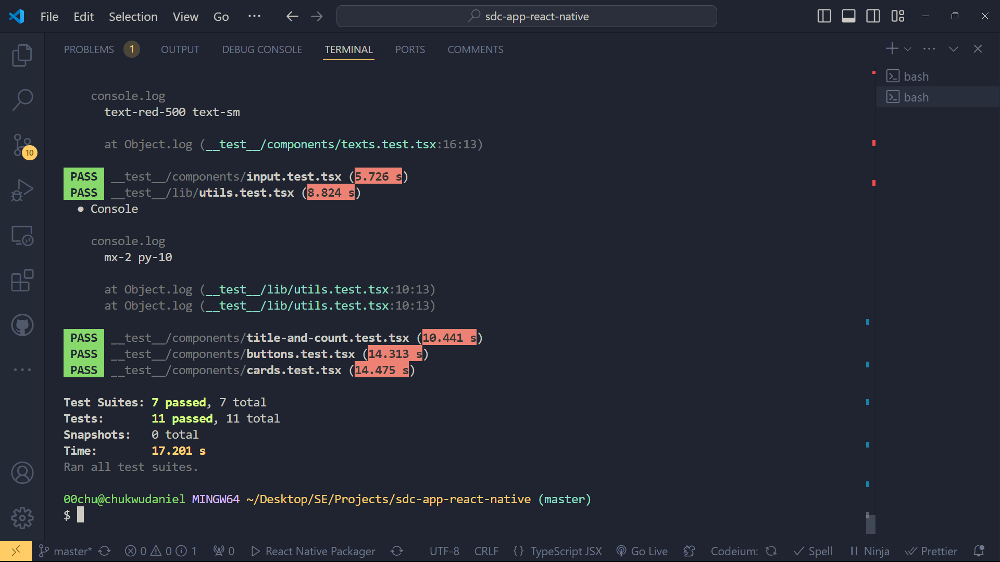 File Edit Selection View Go ··· sdc-app-react-native
PROBLEMS 1 OUTPUT DEBUG CONSOLE TERMINAL PORTS COMMENTS
bash
bash
console.log
text-red-500 text-sm
at Object.log (__test__/components/texts.test.tsx:16:13)
PASS __test__/components/input.test.tsx (5.726 s)
PASS __test__/lib/utils.test.tsx (8.824 s)
● Console
console.log
mx-2 py-10
at Object.log (__test__/lib/utils.test.tsx:10:13)
at Object.log (__test__/lib/utils.test.tsx:10:13)
PASS __test__/components/title-and-count.test.tsx (10.441 s)
PASS __test__/components/buttons.test.tsx (14.313 s)
PASS __test__/components/cards.test.tsx (14.475 s)
Test Suites: 7 passed, 7 total
Tests: 11 passed, 11 total
Snapshots: 0 total
Time: 17.201 s
Ran all test suites.
00chu@chukwudaniel MINGW64 ~/Desktop/SE/Projects/sdc-app-react-native (master)
$
10
master* 0 0 1 0 React Native Packager UTF-8 CRLF {} TypeScript JSX Go Live Codeium: Spell Ninja Prettier